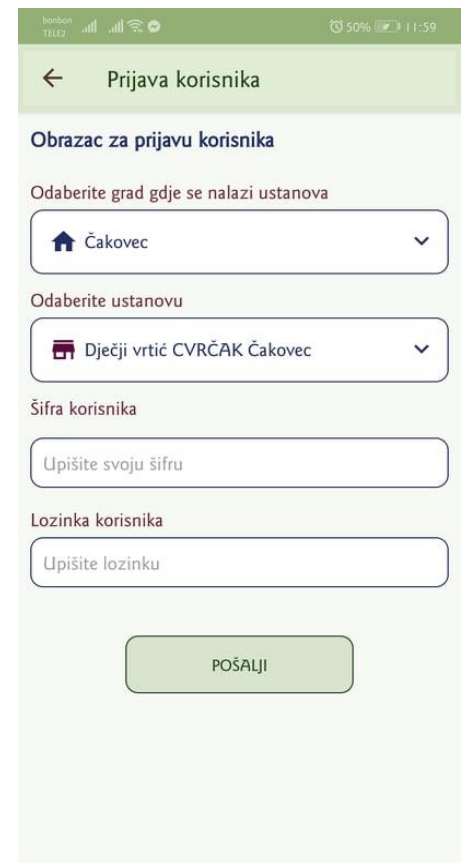 bonbon
TELE2 50% 11:59
Prijava korisnika
Obrazac za prijavu korisnika
Odaberite grad gdje se nalazi ustanova
Čakovec
Odaberite ustanovu
Dječji vrtić CVRČAK Čakovec
Šifra korisnika
Upišite svoju šifru
Lozinka korisnika
Upišite lozinku
POŠALJI